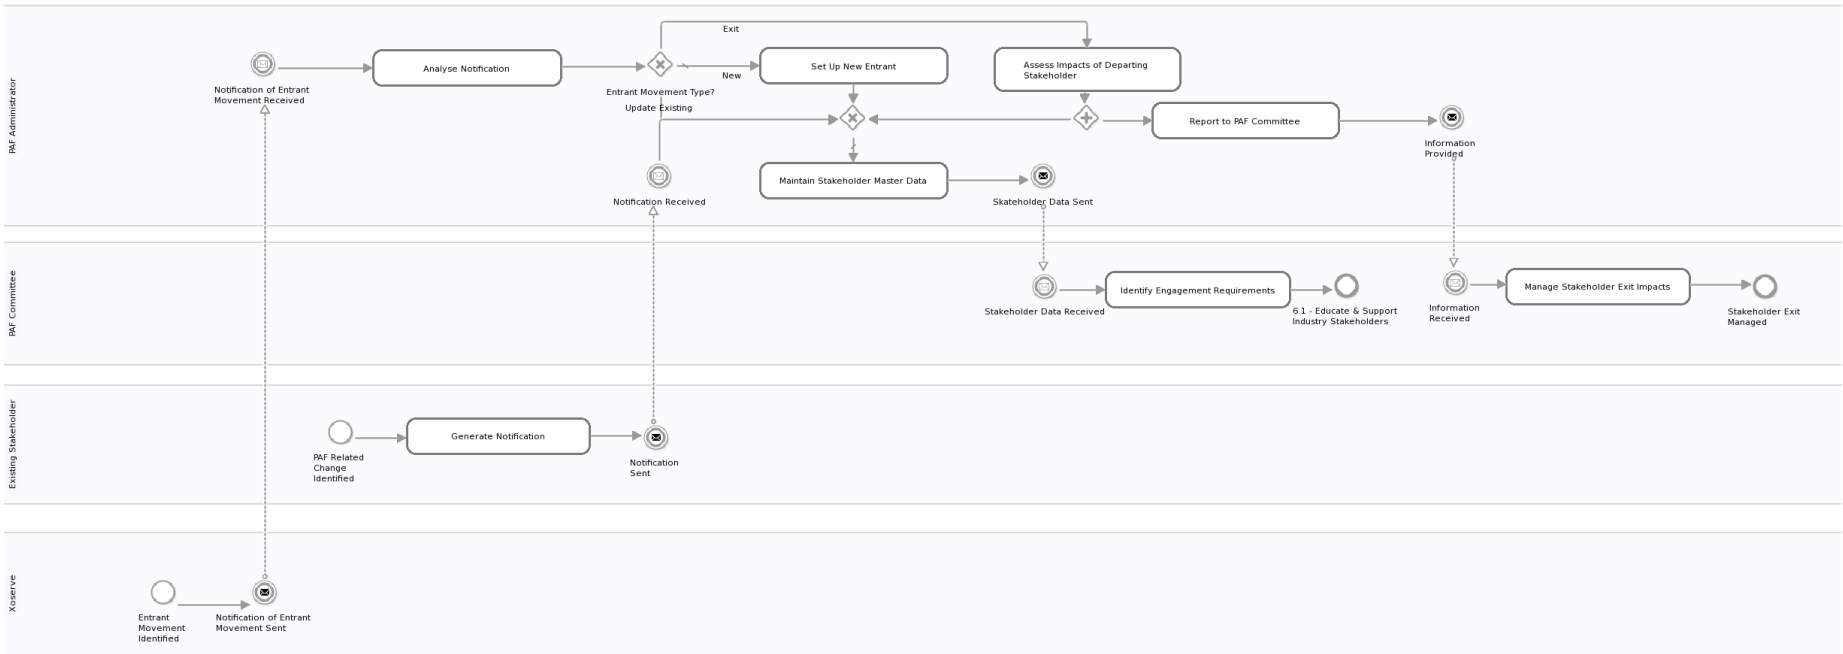 PAF Administrator
Exit
Notification of Entrant
Movement Received
Analyse Notification
New
Entrant Movement Type?
Update Existing
Set Up New Entrant
Assess Impacts of Departing
Stakeholder
Report to PAF Committee
Information
Provided
Notification Received
Maintain Stakeholder Master Data
Skateholder Data Sent
PAF Committee
Stakeholder Data Received
Identify Engagement Requirements
6.1 - Educate & Support
Industry Stakeholders
Information
Received
Manage Stakeholder Exit Impacts
Stakeholder Exit
Managed
Existing Stakeholder
PAF Related
Change
Identified
Generate Notification
Notification
Sent
Xoserve
Entrant
Movement
Identified
Notification of Entrant
Movement Sent